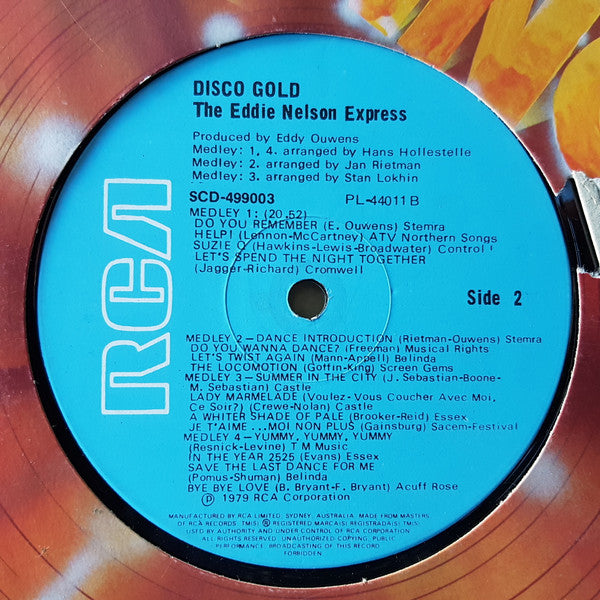 DISCO GOLD
The Eddie Nelson Express
Produced by Eddy Ouwens
Medley: 1, 4. arranged by Hans Hollestelle
Medley: 2. arranged by Jan Rietman
Medley: 3. arranged by Stan Lokhin
SCD-499003 PL-44011 B
MEDLEY 1: (20.52)
DO YOU REMEMBER (E. Ouwens) Stemra
HELP! (Lennon-McCartney) ATV Northern Songs
SUZIE Q (Hawkins-Lewis-Broadwater) Control
LET'S SPEND THE NIGHT TOGETHER
(Jagger-Richard) Cromwell
RCA
Side 2
MEDLEY 2—DANCE INTRODUCTION (Rietman-Ouwens) Stemra
DO YOU WANNA DANCE? (Freeman) Musical Rights
LET'S TWIST AGAIN (Mann-Appell) Belinda
THE LOCOMOTION (Goffin-King) Screen Gems
MEDLEY 3—SUMMER IN THE CITY (J. Sebastian-Boone-
M. Sebastian) Castle
LADY MARMELADE (Voulez-Vous Coucher Avec Moi,
Ce Soir?) (Crewe-Nolan) Castle
A WHITER SHADE OF PALE (Brooker-Reid) Essex
JE T'AIME ... MOI NON PLUS (Gainsburg) Sacem-Festival
MEDLEY 4—YUMMY, YUMMY, YUMMY
(Resnick-Levine) T M Music
IN THE YEAR 2525 (Evans) Essex
SAVE THE LAST DANCE FOR ME
(Pomus-Shuman) Belinda
BYE BYE LOVE (B. Bryant-F. Bryant) Acuff Rose
℗ 1979 RCA Corporation
MANUFACTURED BY RCA LIMITED, SYDNEY, AUSTRALIA. MADE FROM MASTERS
OF RCA RECORDS. TM(S) ® REGISTERED MARCA(S) REGISTRADA(S) TM(S)
USED BY AUTHORITY AND UNDER CONTROL OF RCA CORPORATION
ALL RIGHTS RESERVED. UNAUTHORIZED COPYING, PUBLIC
PERFORMANCE, BROADCASTING OF THIS RECORD
FORBIDDEN